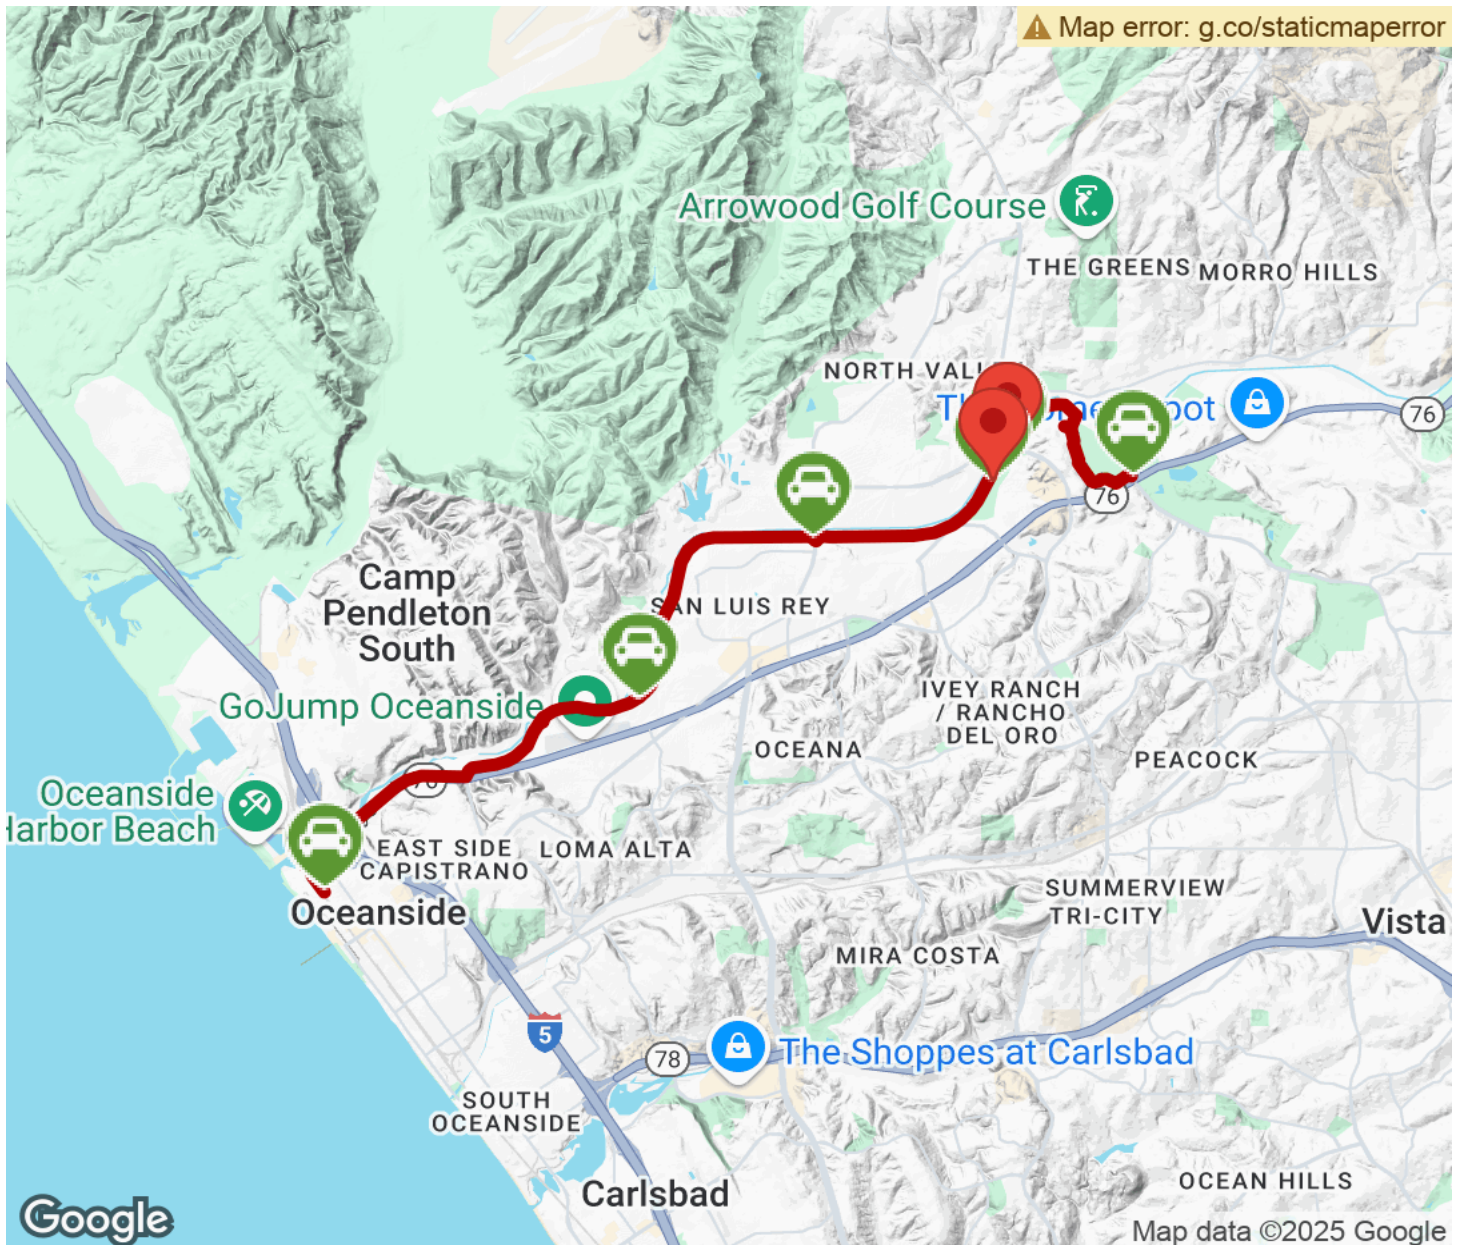 Map error: g.co/staticmaperror
Arrowood Golf Course
THE GREENS
MORRO HILLS
NORTH VAL
76
76
Camp
Pendleton
South
SAN LUIS REY
GoJump Oceanside
IVEY RANCH
/ RANCHO
DEL ORO
OCEANA
PEACOCK
Oceanside
Harbor Beach
EAST SIDE
CAPISTRANO
LOMA ALTA
Oceanside
SUMMERVIEW
TRI-CITY
Vista
MIRA COSTA
5
78
The Shoppes at Carlsbad
SOUTH
OCEANSIDE
Carlsbad
OCEAN HILLS
Google
Map data ©2025 Google